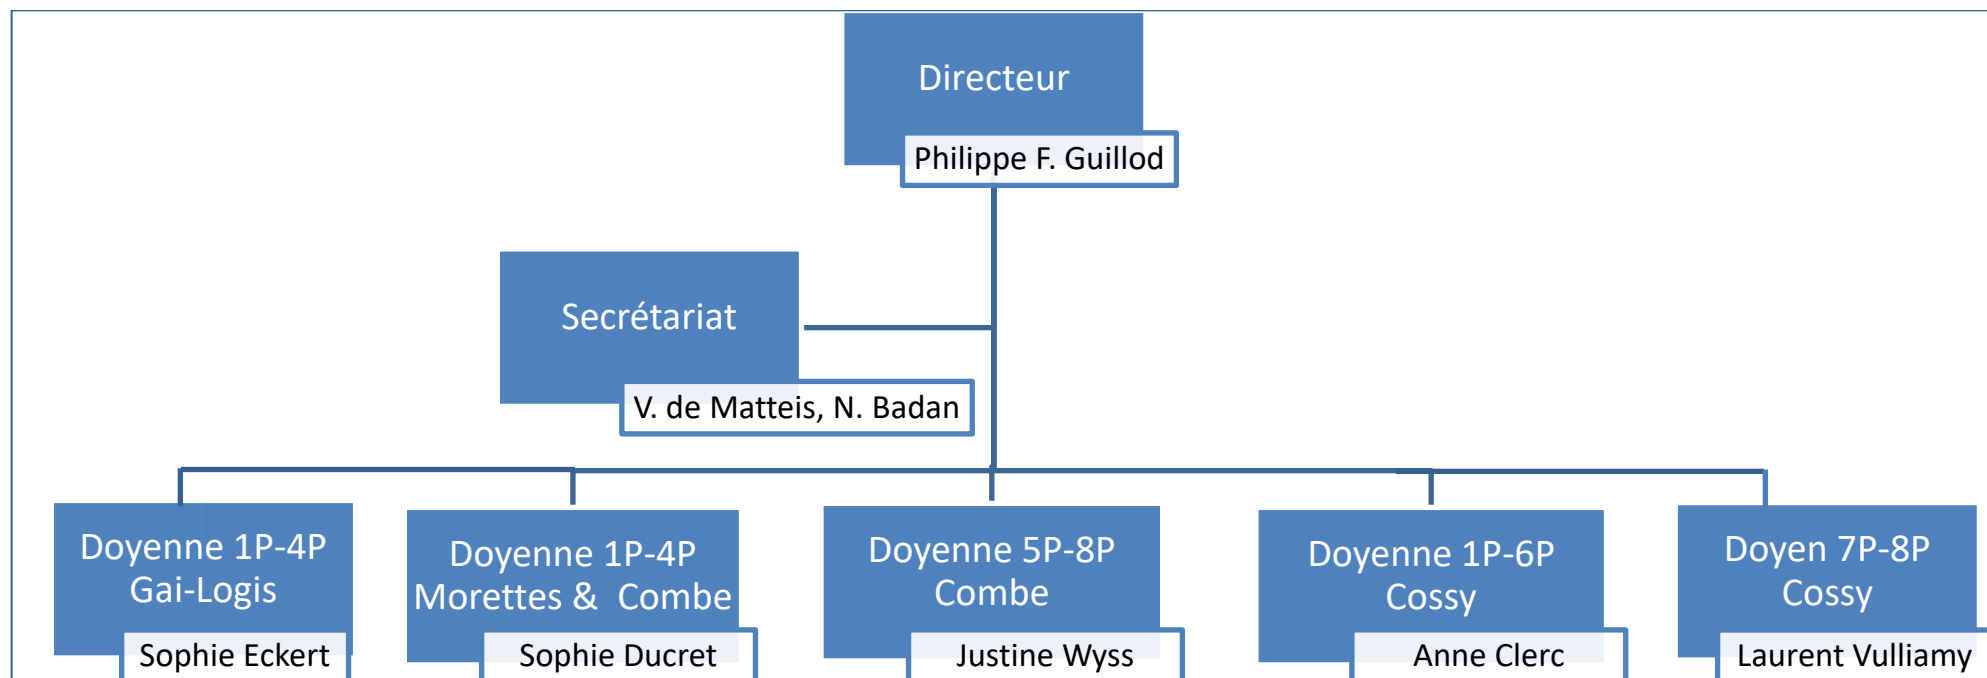 Directeur
Philippe F. Guillod
Secrétariat
V. de Matteis, N. Badan
Doyenne 1P-4P
Gai-Logis
Sophie Eckert
Doyenne 1P-4P
Morettes & Combe
Sophie Ducret
Doyenne 5P-8P
Combe
Justine Wyss
Doyenne 1P-6P
Cossy
Anne Clerc
Doyen 7P-8P
Cossy
Laurent Vulliamy